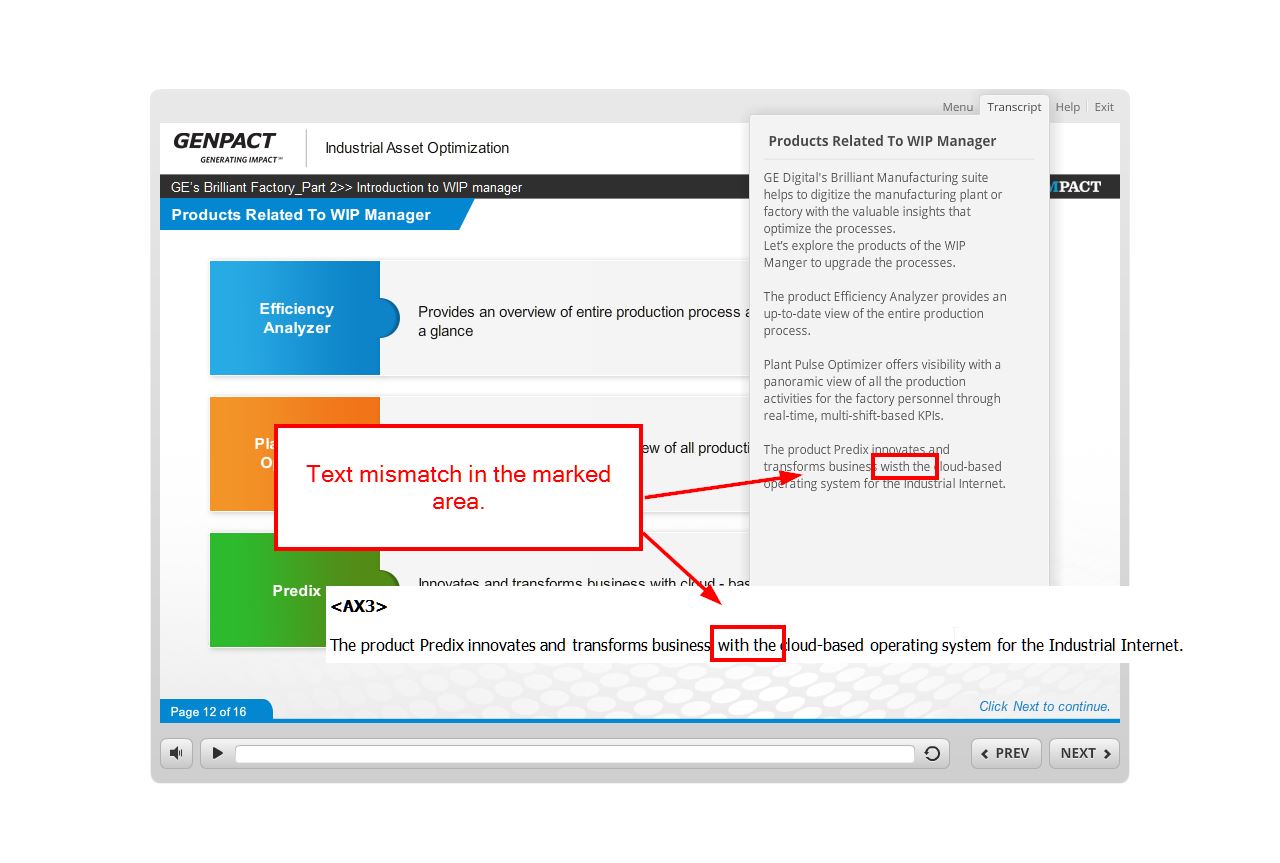 Menu Transcript Help Exit
GENPACT
GENERATING IMPACT℠
Industrial Asset Optimization
GE's Brilliant Factory_Part 2>> Introduction to WIP manager
MPACT
Products Related To WIP Manager
Efficiency
Analyzer
Provides an overview of entire production process
a glance
Predix
Innovates and transforms business with cloud - bas
Products Related To WIP Manager
GE Digital's Brilliant Manufacturing suite
helps to digitize the manufacturing plant or
factory with the valuable insights that
optimize the processes.
Let's explore the products of the WIP
Manger to upgrade the processes.
The product Efficiency Analyzer provides an
up-to-date view of the entire production
process.
Plant Pulse Optimizer offers visibility with a
panoramic view of all the production
activities for the factory personnel through
real-time, multi-shift-based KPIs.
The product Predix innovates and
transforms business wisth the cloud-based
operating system for the Industrial Internet.
Text mismatch in the marked
area.
ew of all producti
<AX3>
The product Predix innovates and transforms business with the cloud-based operating system for the Industrial Internet.
Page 12 of 16
Click Next to continue.
PREV NEXT